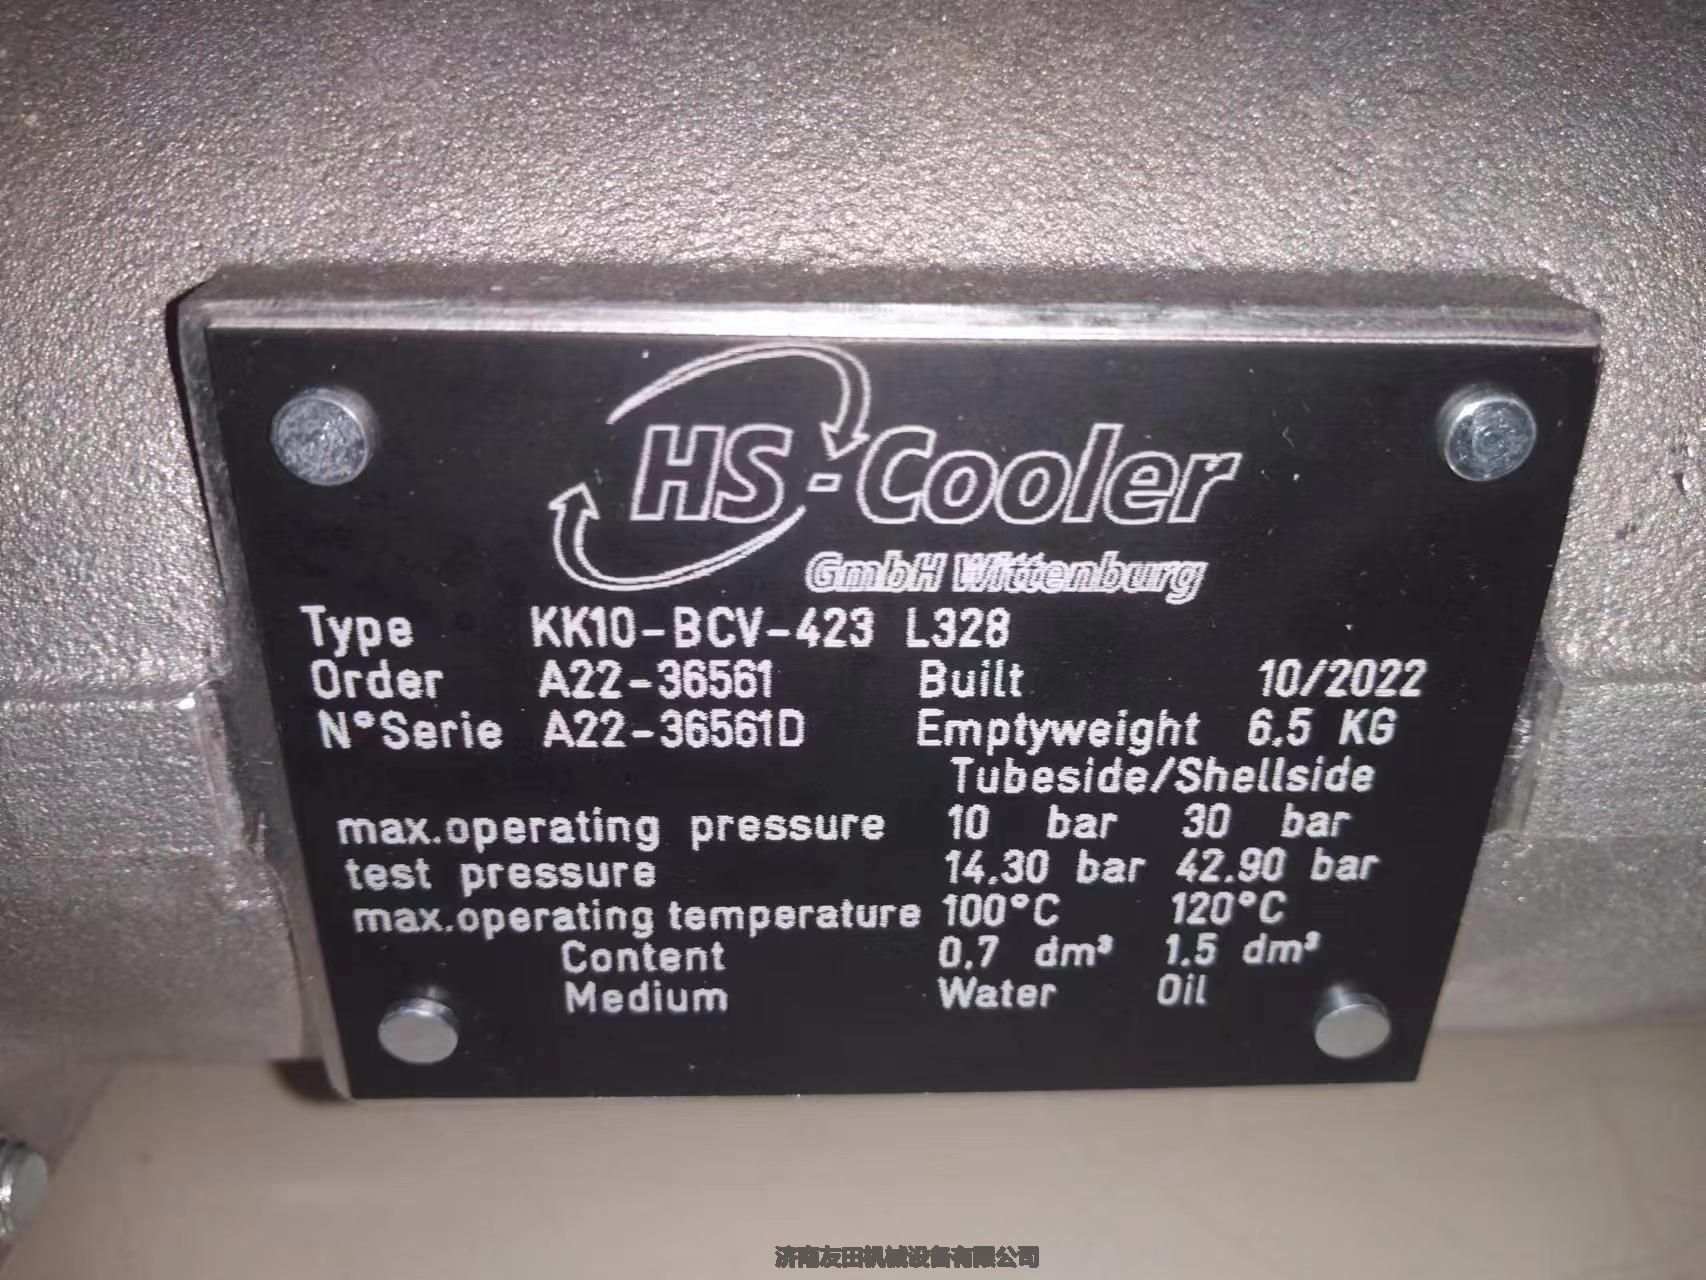 HS-Cooler
GmbH Wittenburg
Type KK10-BCV-423 L328
Order A22-36561 Built 10/2022
N°Serie A22-36561D Emptyweight 6.5 KG
Tubeside/Shellside
max.operating pressure 10 bar 30 bar
test pressure 14.30 bar 42.90 bar
max.operating temperature 100°C 120°C
Content 0.7 dm³ 1.5 dm³
Medium Water Oil
济南友田机械设备有限公司